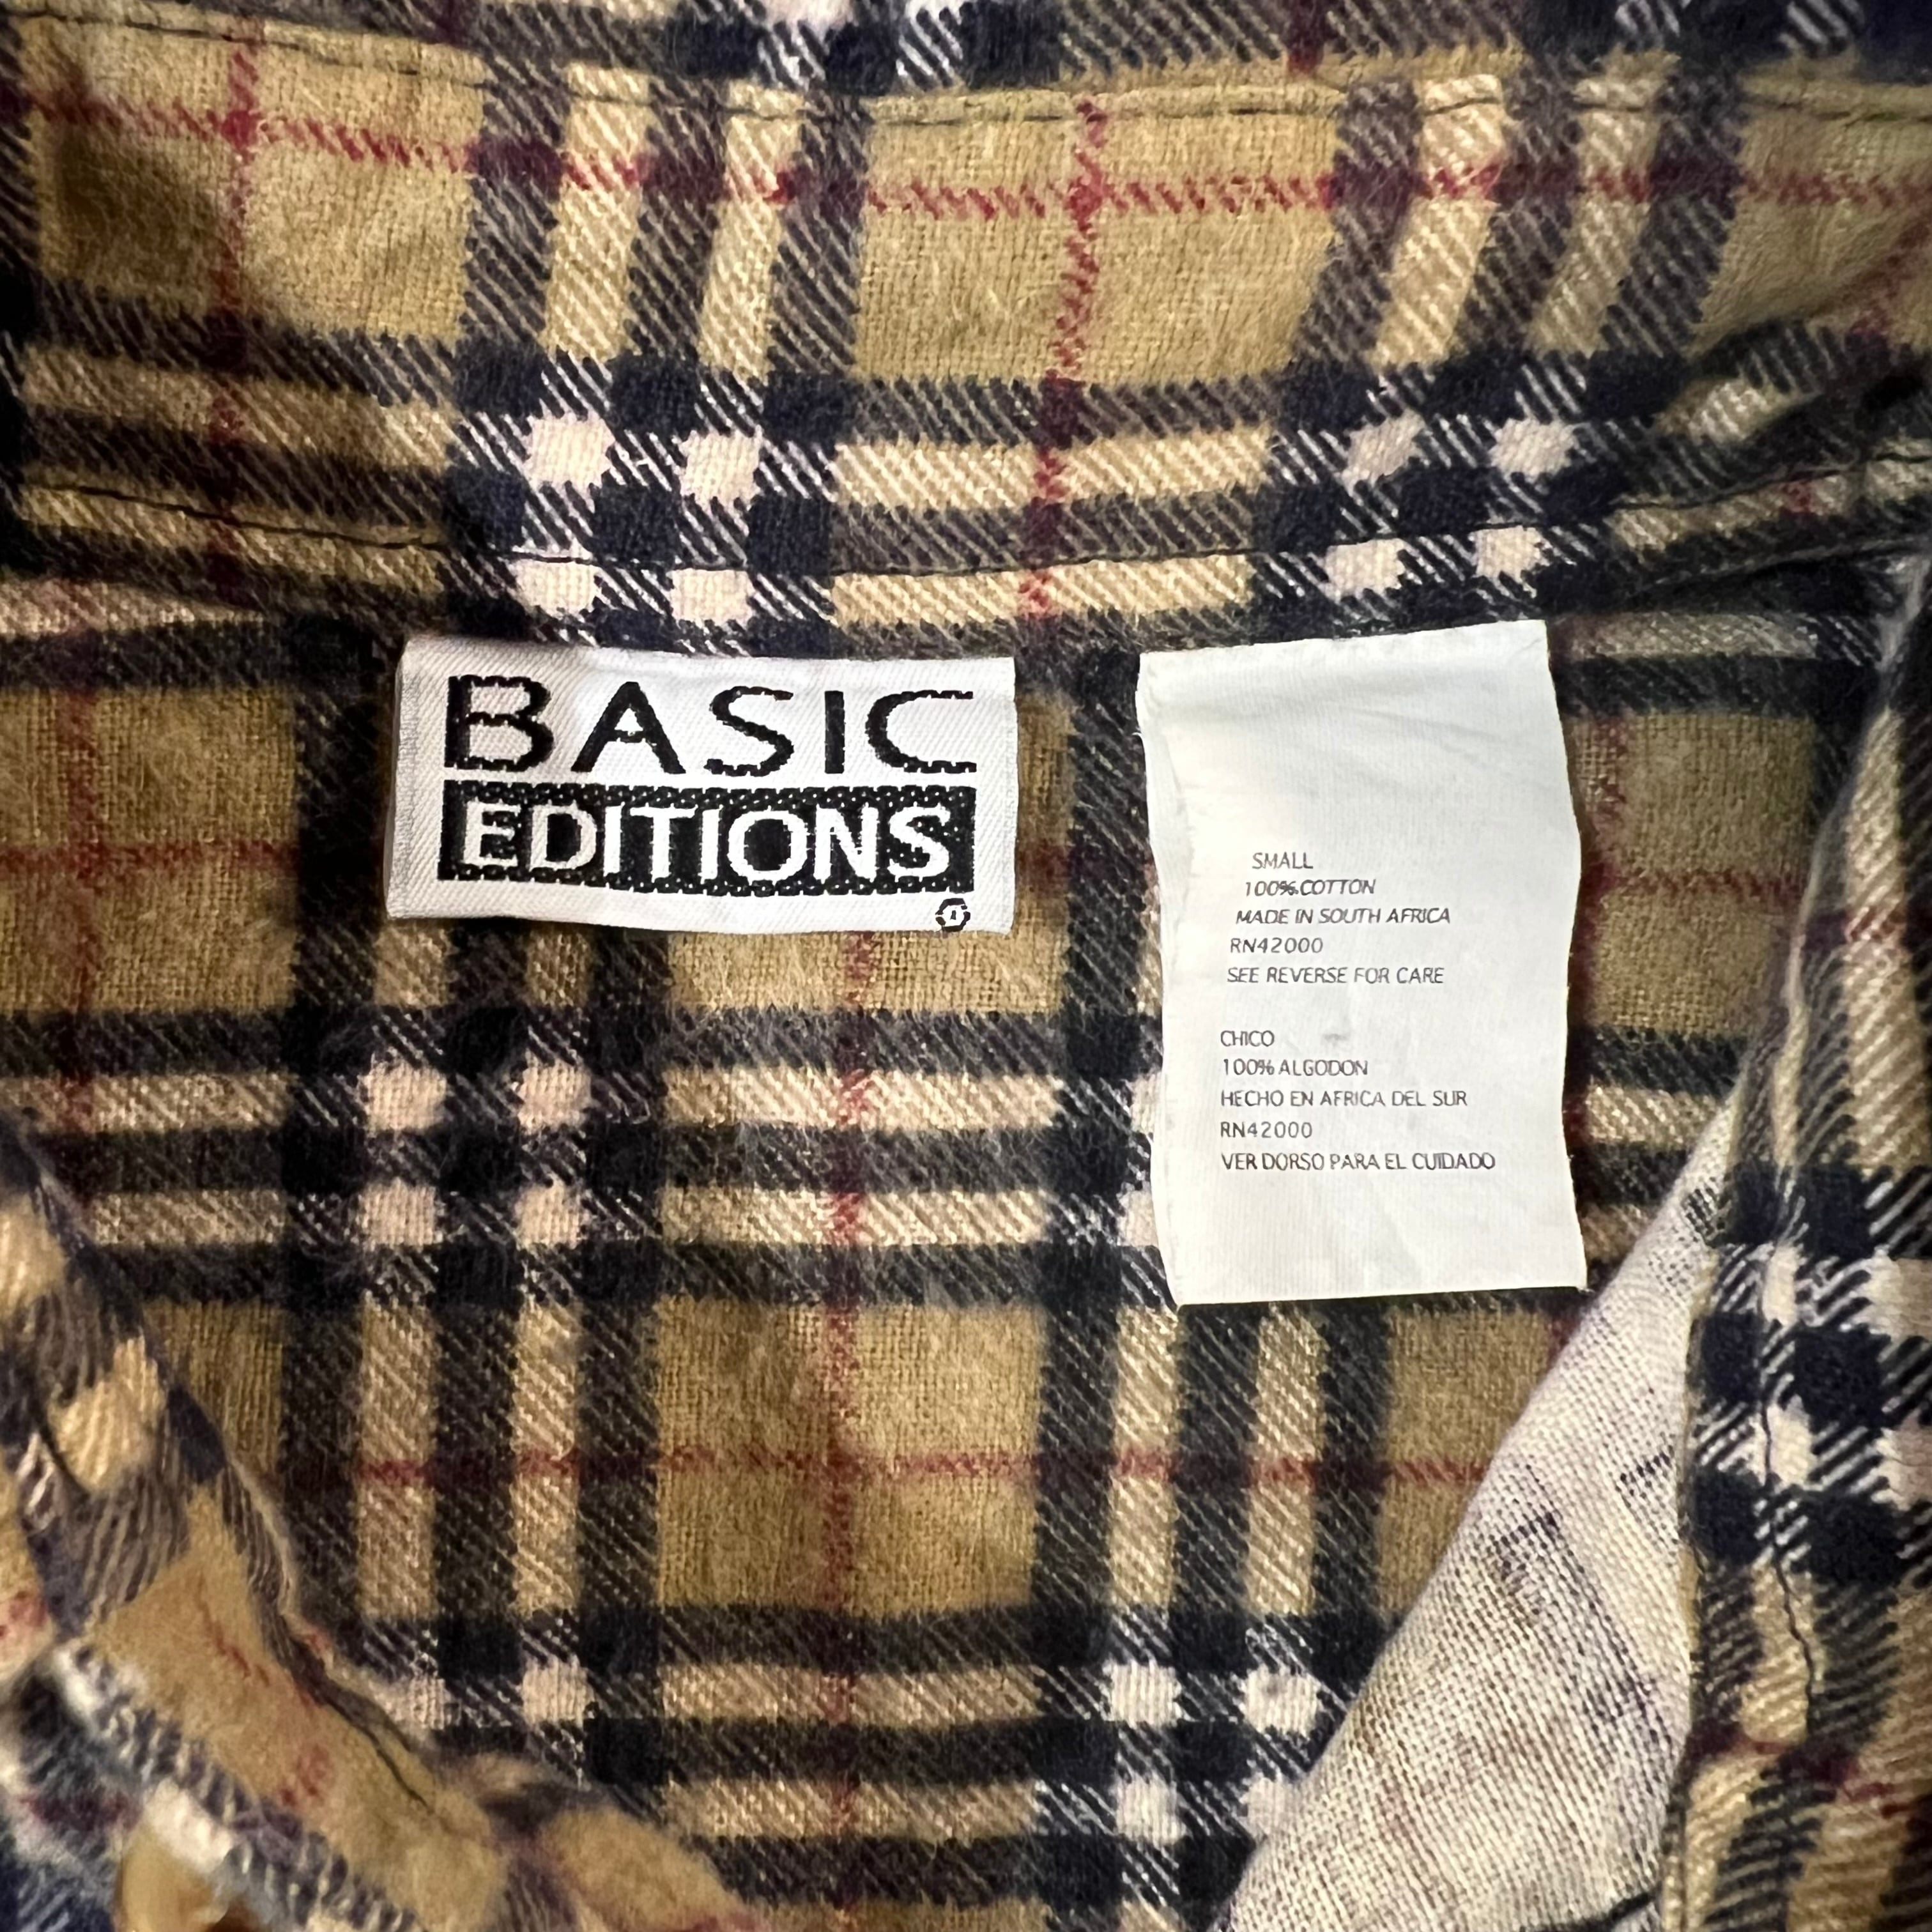 BASIC
EDITIONS
®
SMALL
100% COTTON
MADE IN SOUTH AFRICA
RN42000
SEE REVERSE FOR CARE
CHICO
100% ALGODON
HECHO EN AFRICA DEL SUR
RN42000
VER DORSO PARA EL CUIDADO